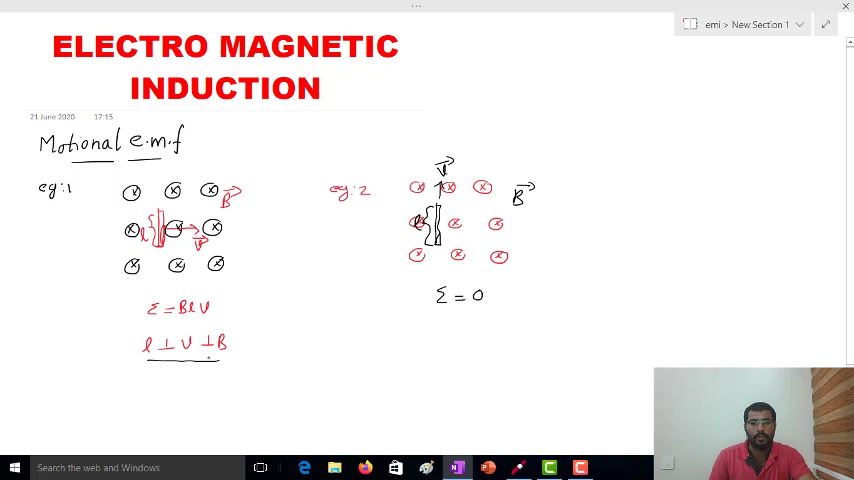 emi > New Section 1
ELECTRO MAGNETIC
INDUCTION
21 June 2020 17:15
Motional e.m.f
eg:1
B
l
V
ε = Blv
l ⊥ V ⊥ B
eg:2
V
B
l
Σ = 0
Search the web and Windows